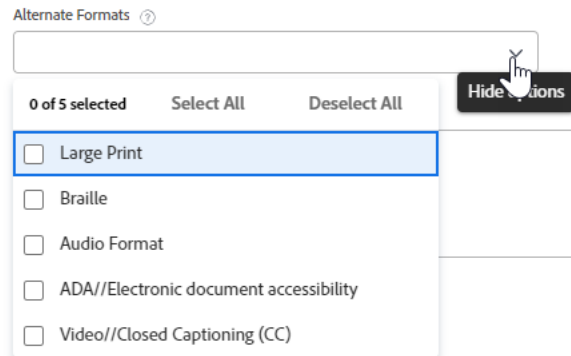 Alternate Formats ?
Hide options
0 of 5 selected Select All Deselect All
Large Print
Braille
Audio Format
ADA//Electronic document accessibility
Video//Closed Captioning (CC)